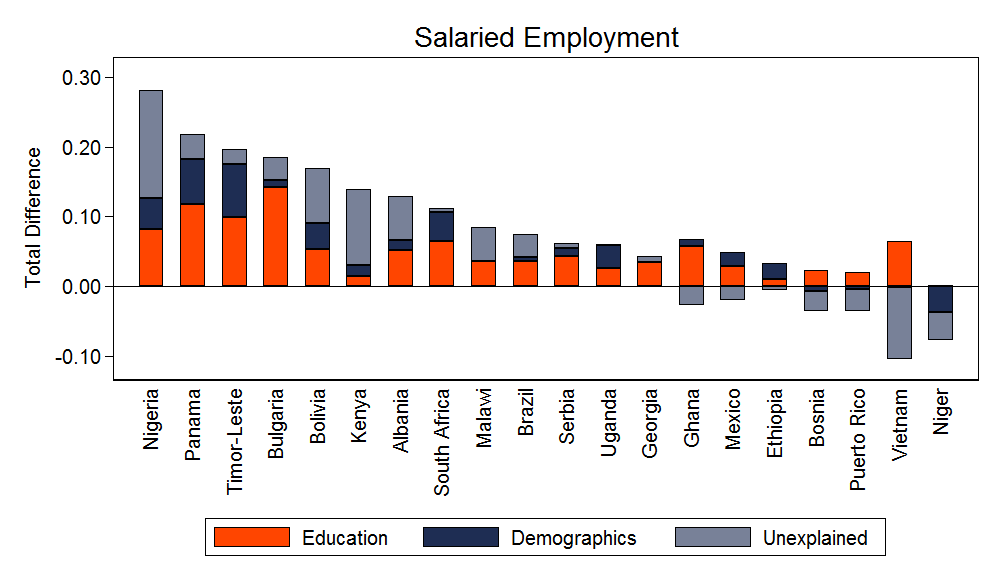 Salaried Employment
Total Difference
0.30
0.20
0.10
0.00
-0.10
Nigeria
Panama
Timor-Leste
Bulgaria
Bolivia
Kenya
Albania
South Africa
Malawi
Brazil
Serbia
Uganda
Georgia
Ghana
Mexico
Ethiopia
Bosnia
Puerto Rico
Vietnam
Niger
Education Demographics Unexplained